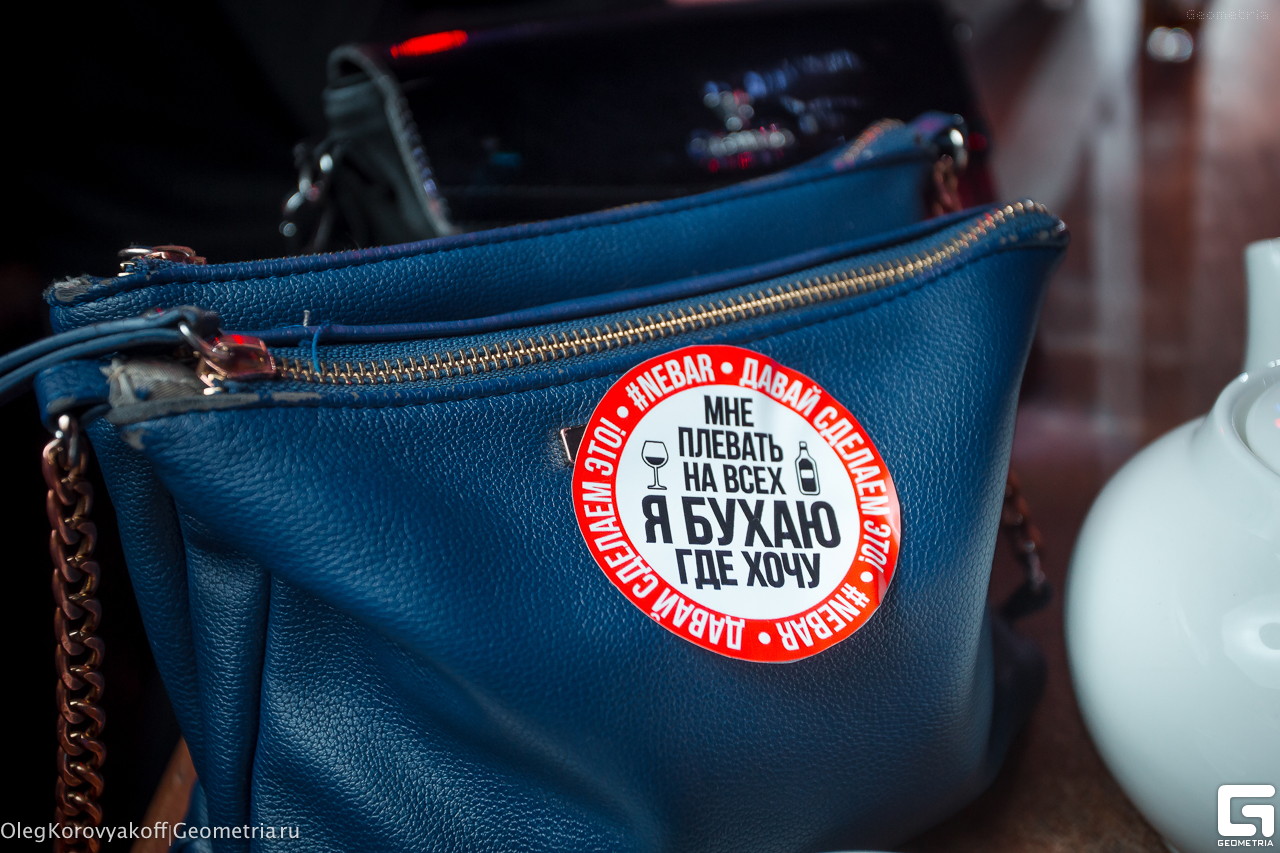 Geometria
#NEBAR • ДАВАЙ СДЕЛАЕМ ЭТО! • #NEBAR • ДАВАЙ СДЕЛАЕМ ЭТО! •
МНЕ
ПЛЕВАТЬ
НА ВСЕХ
Я БУХАЮ
ГДЕ ХОЧУ
OlegKorovyakoff|Geometria.ru
GEOMETRIA